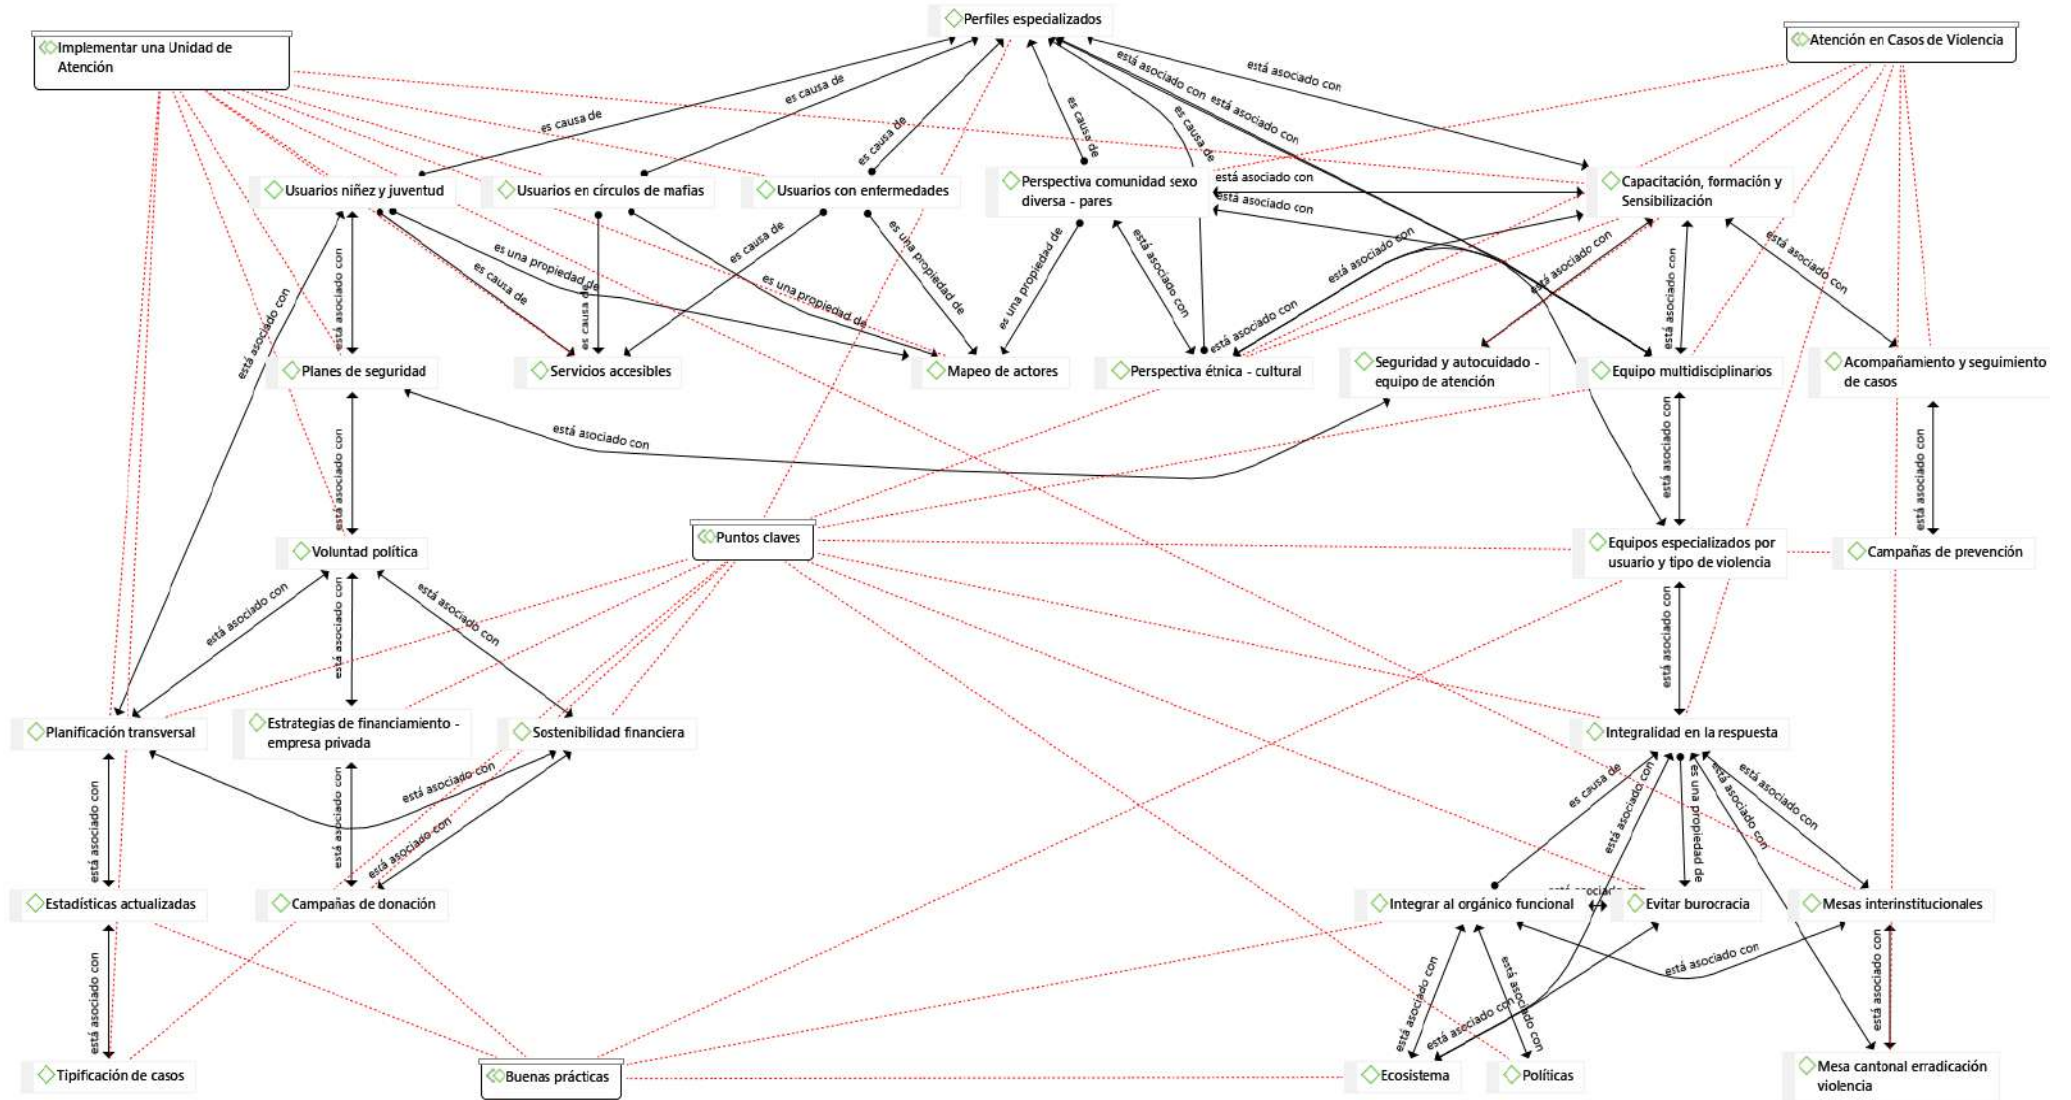 Perfiles especializados
Implementar una Unidad de
Atención
Atención en Casos de Violencia
está asociado con
está asociado con
está asociado con
es causa de
es causa de
es causa de
es causa de
es causa de
Usuarios niñez y juventud
Usuarios en círculos de mafias
Usuarios con enfermedades
Perspectiva comunidad sexo
diversa - pares
Capacitación, formación y
Sensibilización
está asociado con
está asociado con
está asociado con
está asociado con
es una propiedad de
es causa de
es causa de
es una propiedad de
es causa de
es una propiedad de
es una propiedad de
está asociado con
está asociado con
está asociado con
está asociado con
está asociado con
está asociado con
Planes de seguridad
Servicios accesibles
Mapeo de actores
Perspectiva étnica - cultural
Seguridad y autocuidado -
equipo de atención
Equipo multidisciplinarios
Acompañamiento y seguimiento
de casos
está asociado con
está asociado con
está asociado con
está asociado con
Voluntad política
Puntos claves
Equipos especializados por
usuario y tipo de violencia
Campañas de prevención
está asociado con
está asociado con
está asociado con
está asociado con
Planificación transversal
Estrategias de financiamiento -
empresa privada
Sostenibilidad financiera
Integralidad en la respuesta
está asociado con
está asociado con
está asociado con
está asociado con
es causa de
está asociado con
es una propiedad de
está asociado con
está asociado con
Estadísticas actualizadas
Campañas de donación
Integrar al orgánico funcional
Evitar burocracia
Mesas interinstitucionales
está asociado con
está asociado con
está asociado con
está asociado con
está asociado con
está asociado con
Tipificación de casos
Buenas prácticas
Ecosistema
Políticas
Mesa cantonal erradicación
violencia